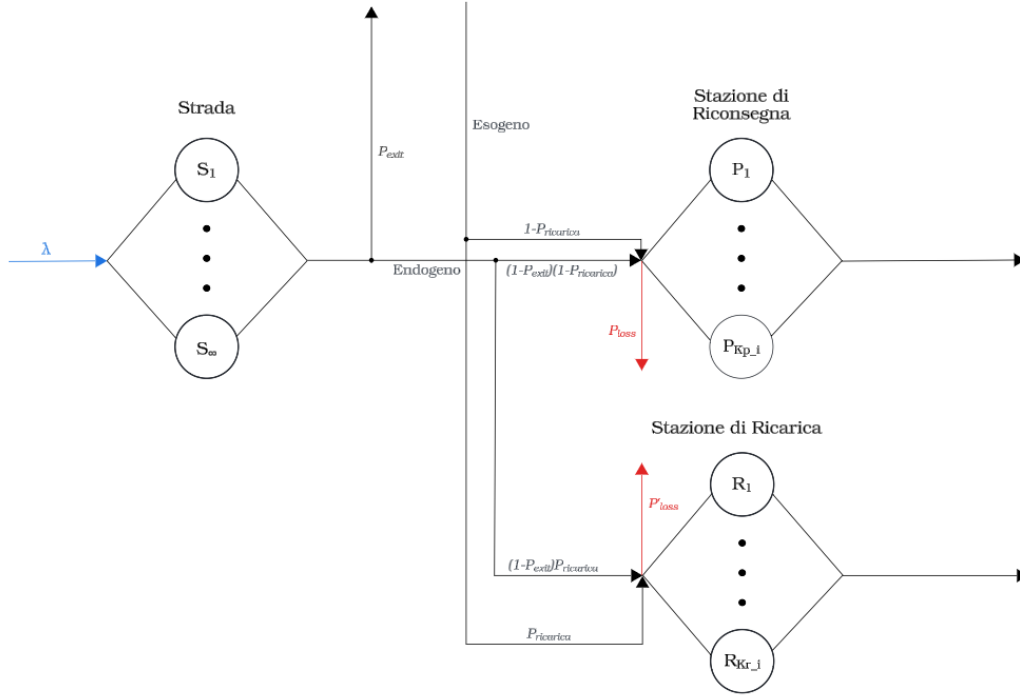 Strada
S1
S∞
λ
Pexit
Esogeno
Endogeno
1-Pricarica
(1-Pexit)(1-Pricarica)
Stazione di
Riconsegna
P1
PKp_i
Ploss
Stazione di Ricarica
R1
RKr_i
P'loss
(1-Pexit)Pricarica
Pricarica